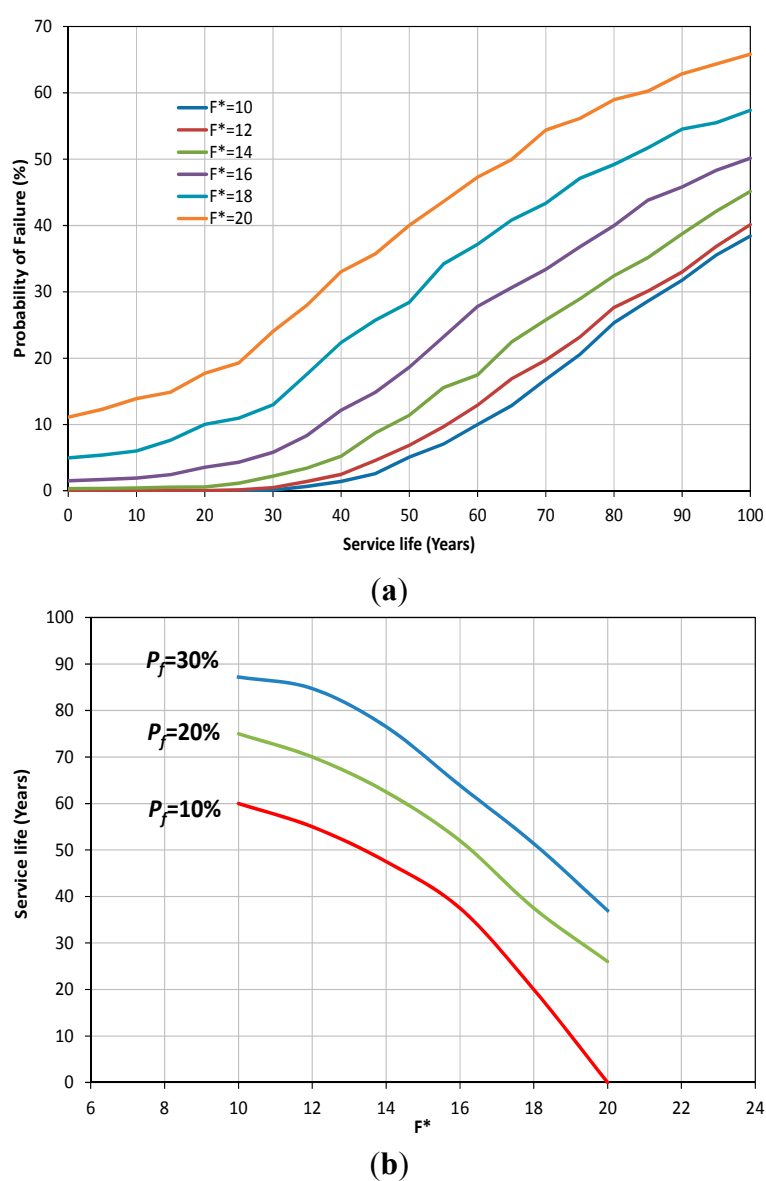 70
60
50
40
30
20
10
0
Probability of Failure (%)
F*=10
F*=12
F*=14
F*=16
F*=18
F*=20
0 10 20 30 40 50 60 70 80 90 100
Service life (Years)
(a)
100
90
80
70
60
50
40
30
20
10
0
Service life (Years)
Pf=30%
Pf=20%
Pf=10%
6 8 10 12 14 16 18 20 22 24
F*
(b)